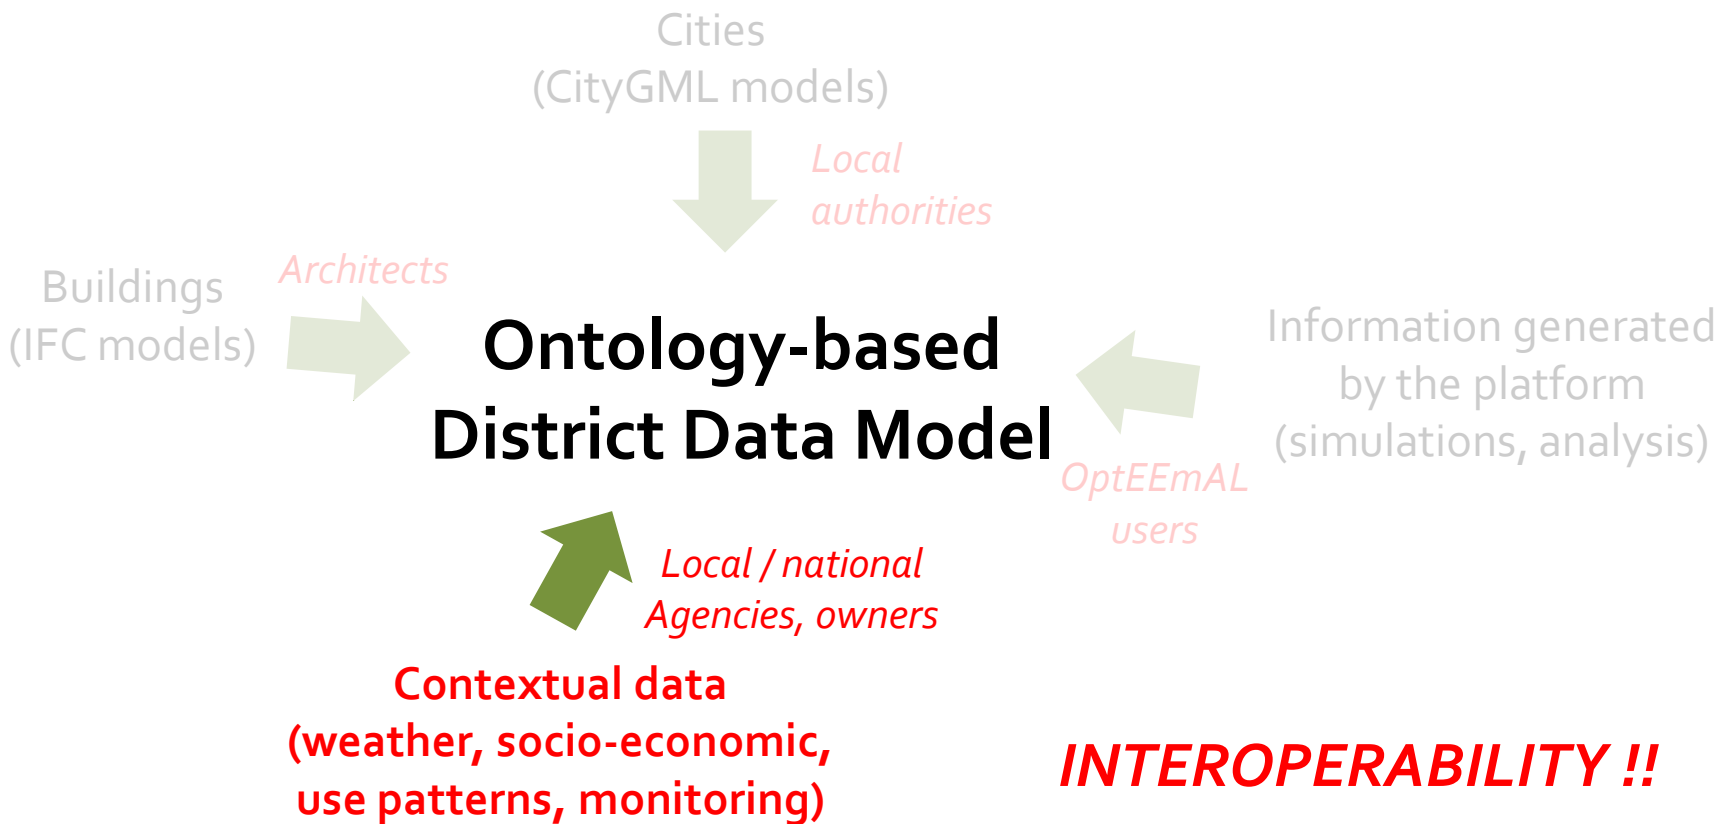 Cities
(CityGML models)
Local
authorities
Architects
Buildings
(IFC models)
Ontology-based
District Data Model
Information generated
by the platform
(simulations, analysis)
OptEEmAL
users
Local / national
Agencies, owners
Contextual data
(weather, socio-economic,
use patterns, monitoring)
INTEROPERABILITY !!